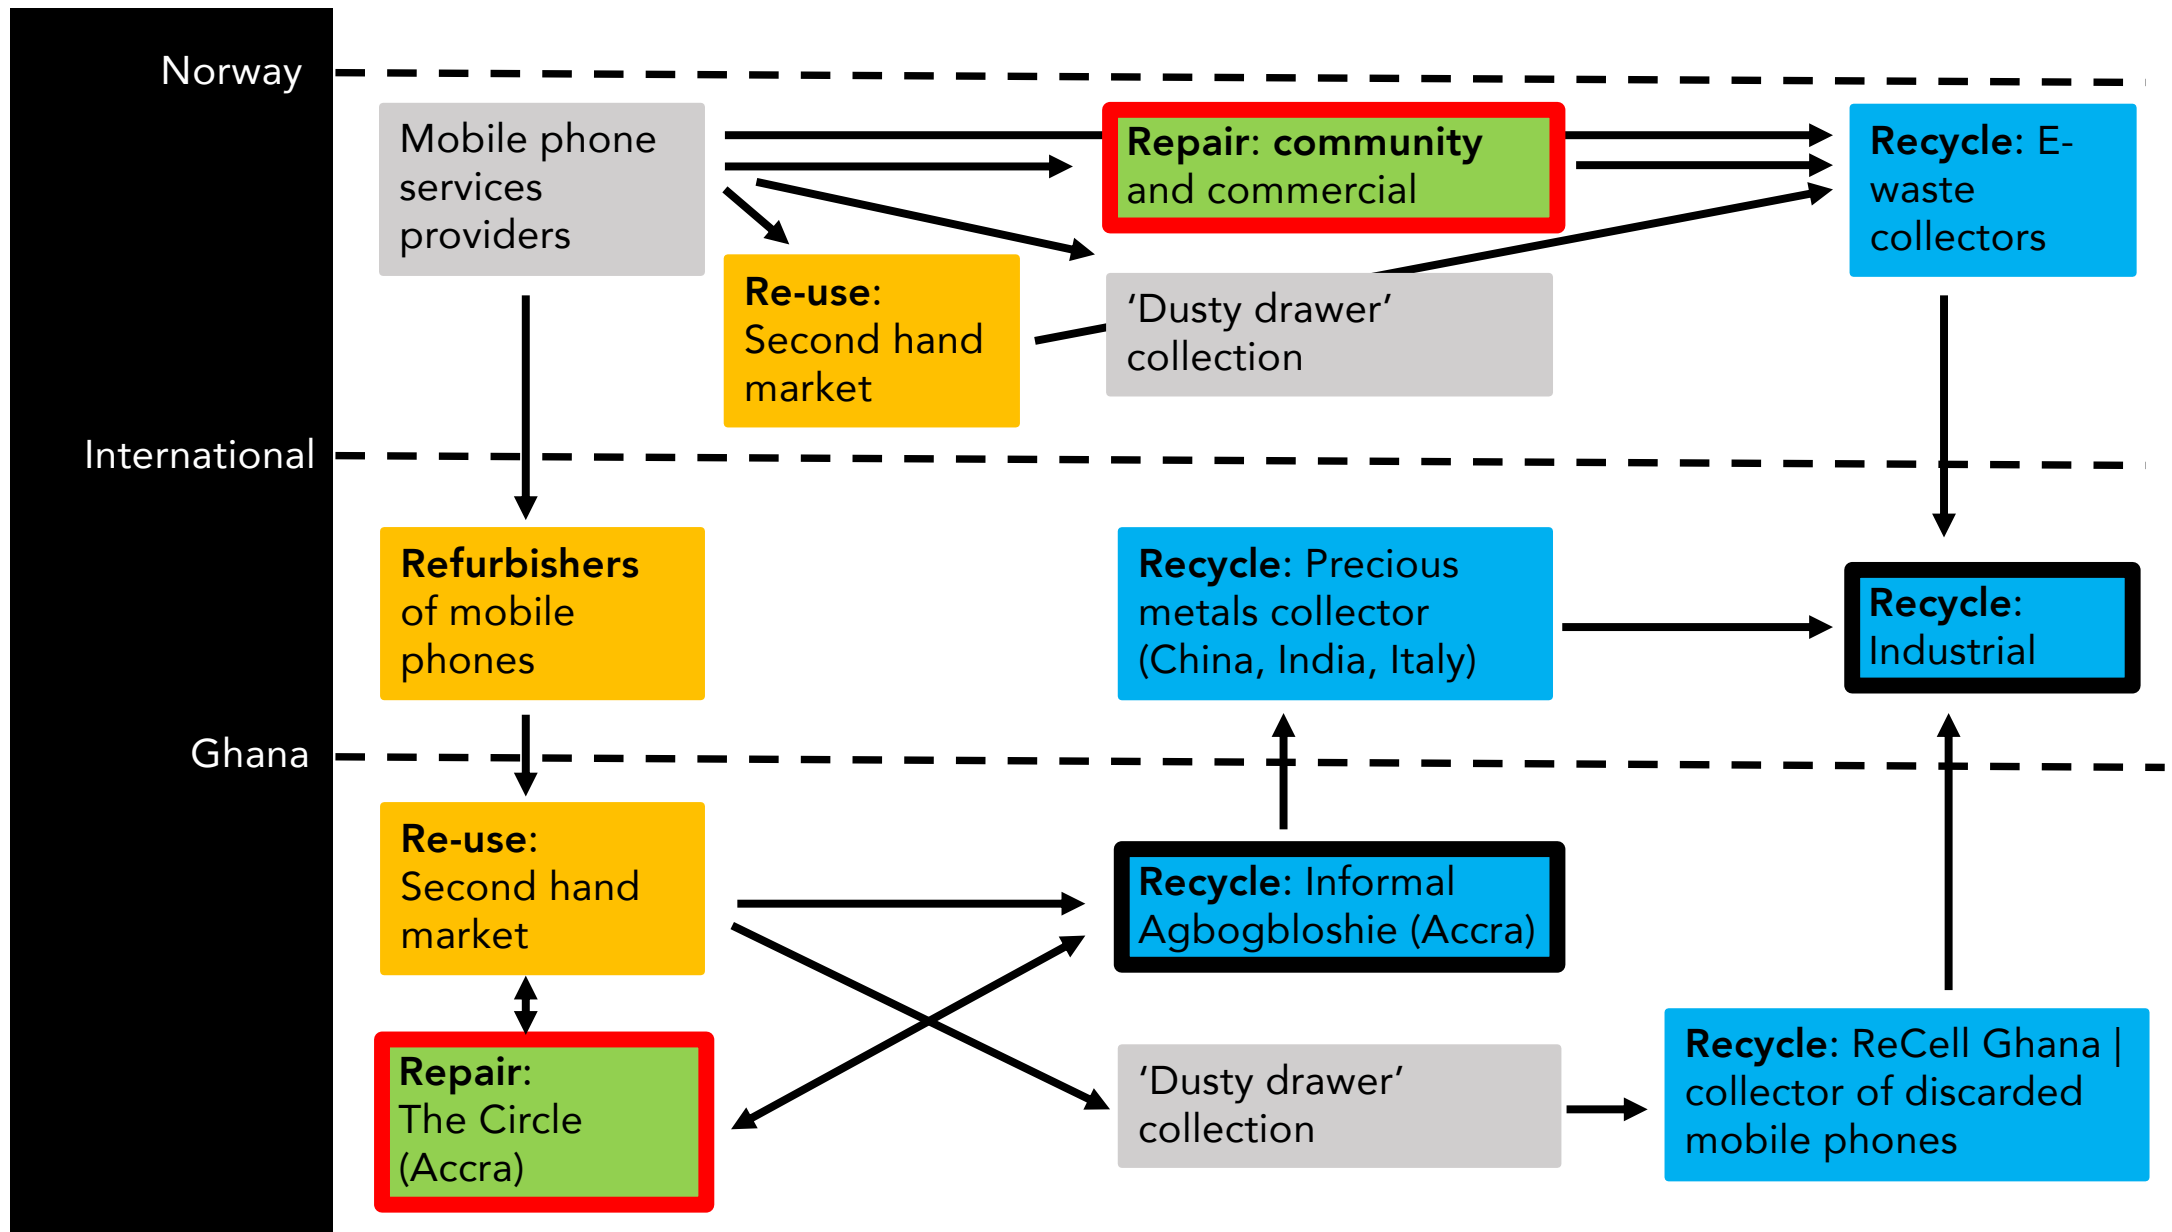 Norway
Mobile phone
services
providers
Repair: community
and commercial
Recycle: E-
waste
collectors
Re-use:
Second hand
market
‘Dusty drawer’
collection
International
Refurbishers
of mobile
phones
Recycle: Precious
metals collector
(China, India, Italy)
Recycle:
Industrial
Ghana
Re-use:
Second hand
market
Recycle: Informal
Agbogbloshie (Accra)
Repair:
The Circle
(Accra)
‘Dusty drawer’
collection
Recycle: ReCell Ghana |
collector of discarded
mobile phones